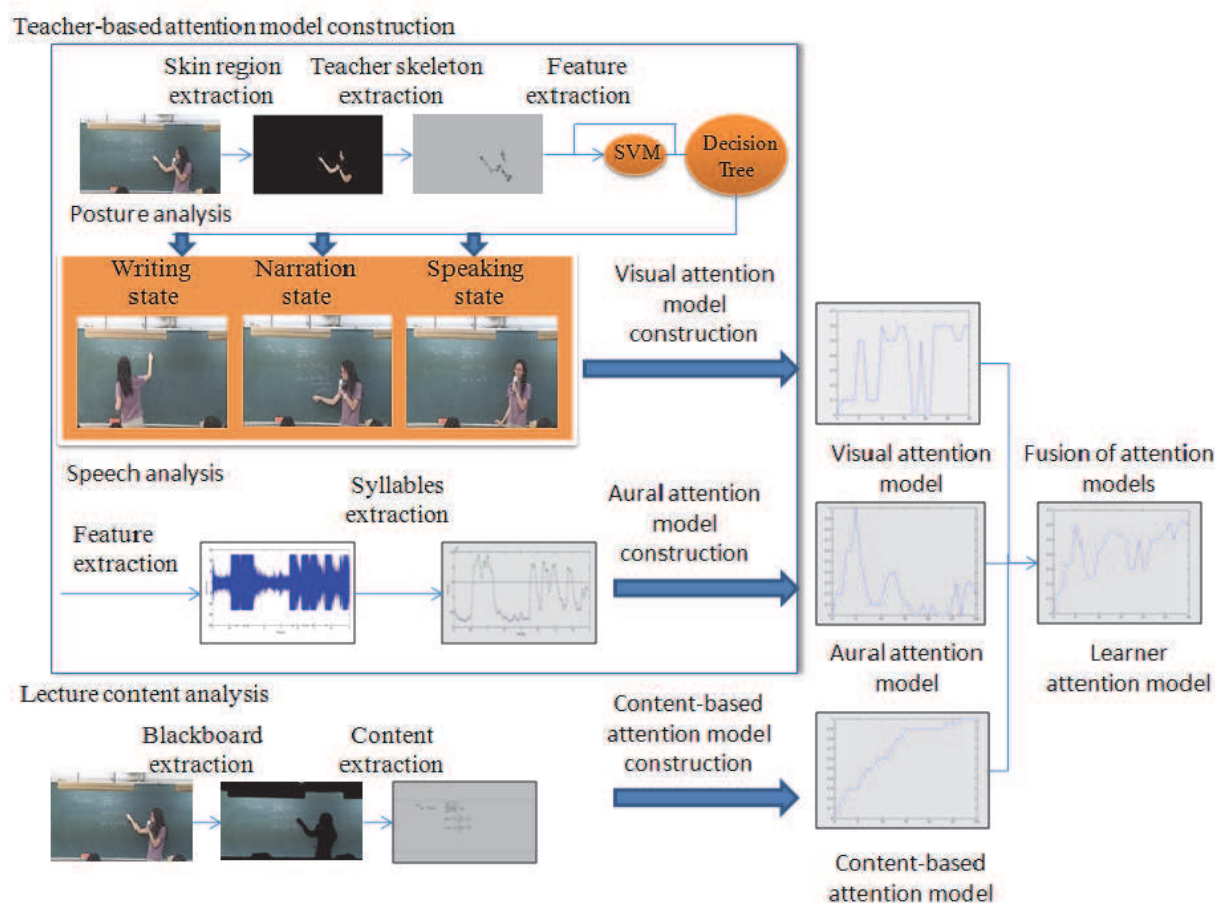 Teacher-based attention model construction
Skin region
extraction
Teacher skeleton
extraction
Feature
extraction
SVM
Decision
Tree
Posture analysis
Writing
state
Narration
state
Speaking
state
Visual attention
model
construction
Visual attention
model
Speech analysis
Feature
extraction
Syllables
extraction
Aural attention
model
construction
Aural attention
model
Fusion of attention
models
Learner
attention model
Lecture content analysis
Blackboard
extraction
Content
extraction
Content-based
attention model
construction
Content-based
attention model